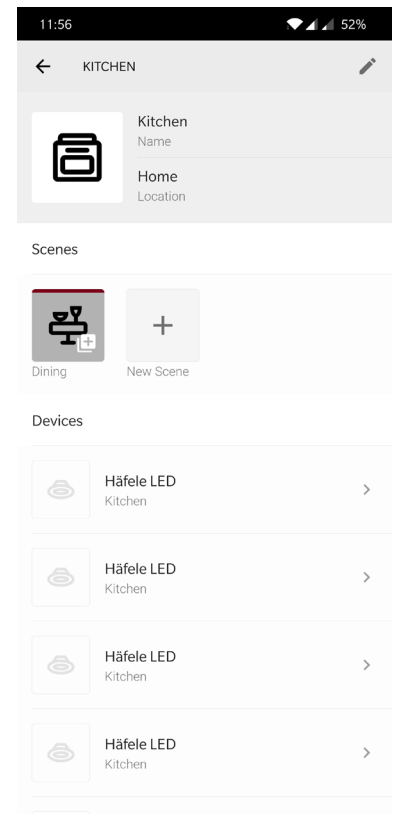 11:56 52%
KITCHEN
Kitchen
Name
Home
Location
Scenes
Dining New Scene
Devices
Häfele LED
Kitchen
Häfele LED
Kitchen
Häfele LED
Kitchen
Häfele LED
Kitchen